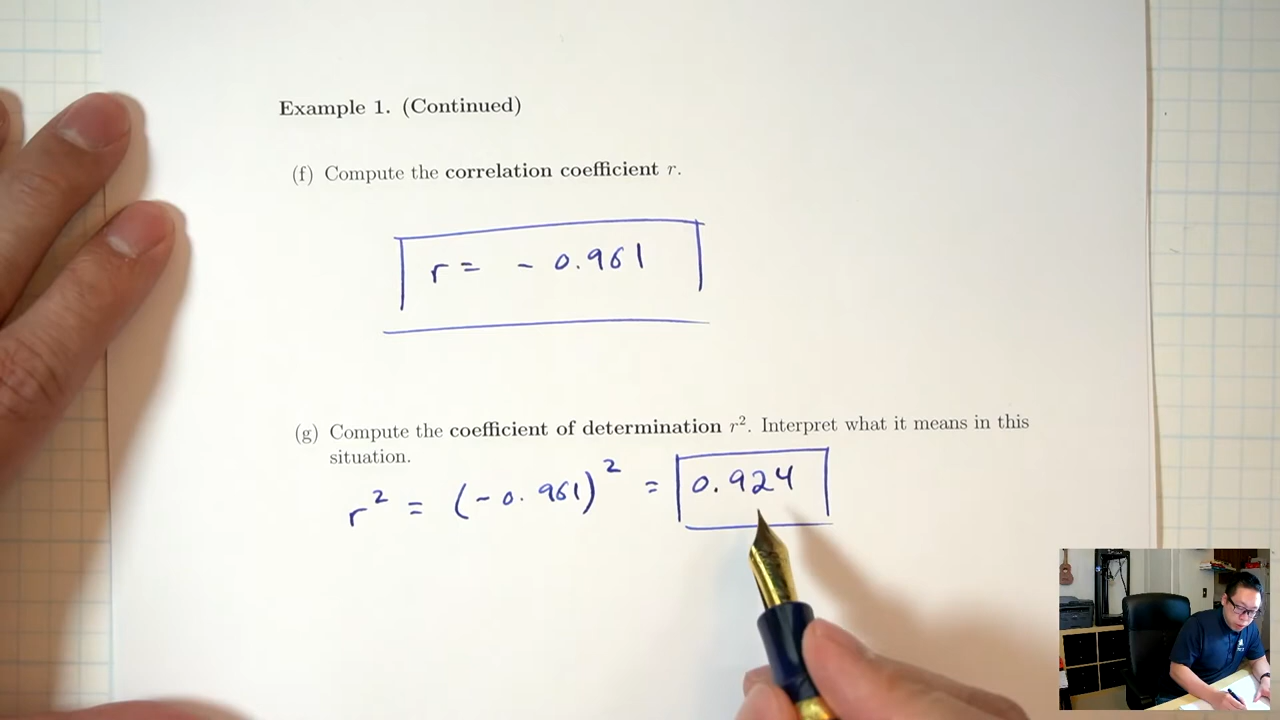 Example 1. (Continued)
(f) Compute the correlation coefficient r.
r = - 0.961
(g) Compute the coefficient of determination r². Interpret what it means in this
situation.
r² = (- 0.961)² = 0.924